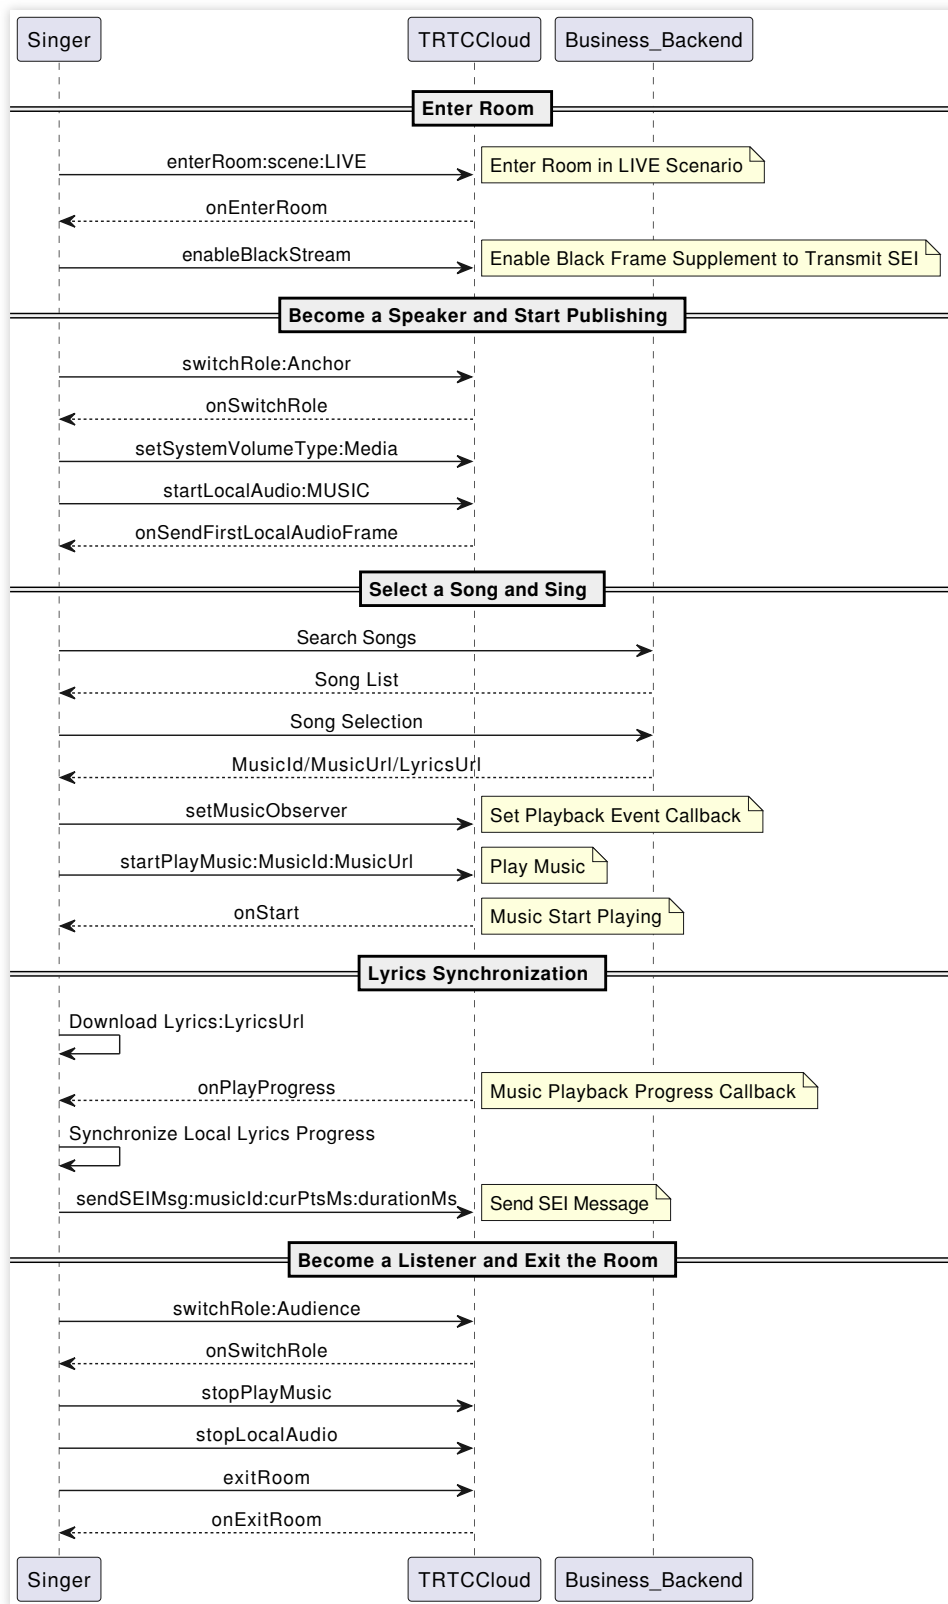 Singer TRTCCloud Business_Backend
Enter Room
enterRoom:scene:LIVE Enter Room in LIVE Scenario
onEnterRoom
enableBlackStream Enable Black Frame Supplement to Transmit SEI
Become a Speaker and Start Publishing
switchRole:Anchor
onSwitchRole
setSystemVolumeType:Media
startLocalAudio:MUSIC
onSendFirstLocalAudioFrame
Select a Song and Sing
Search Songs
Song List
Song Selection
MusicId/MusicUrl/LyricsUrl
setMusicObserver Set Playback Event Callback
startPlayMusic:MusicId:MusicUrl Play Music
onStart Music Start Playing
Lyrics Synchronization
Download Lyrics:LyricsUrl
onPlayProgress Music Playback Progress Callback
Synchronize Local Lyrics Progress
sendSEIMsg:musicId:curPtsMs:durationMs Send SEI Message
Become a Listener and Exit the Room
switchRole:Audience
onSwitchRole
stopPlayMusic
stopLocalAudio
exitRoom
onExitRoom
Singer TRTCCloud Business_Backend